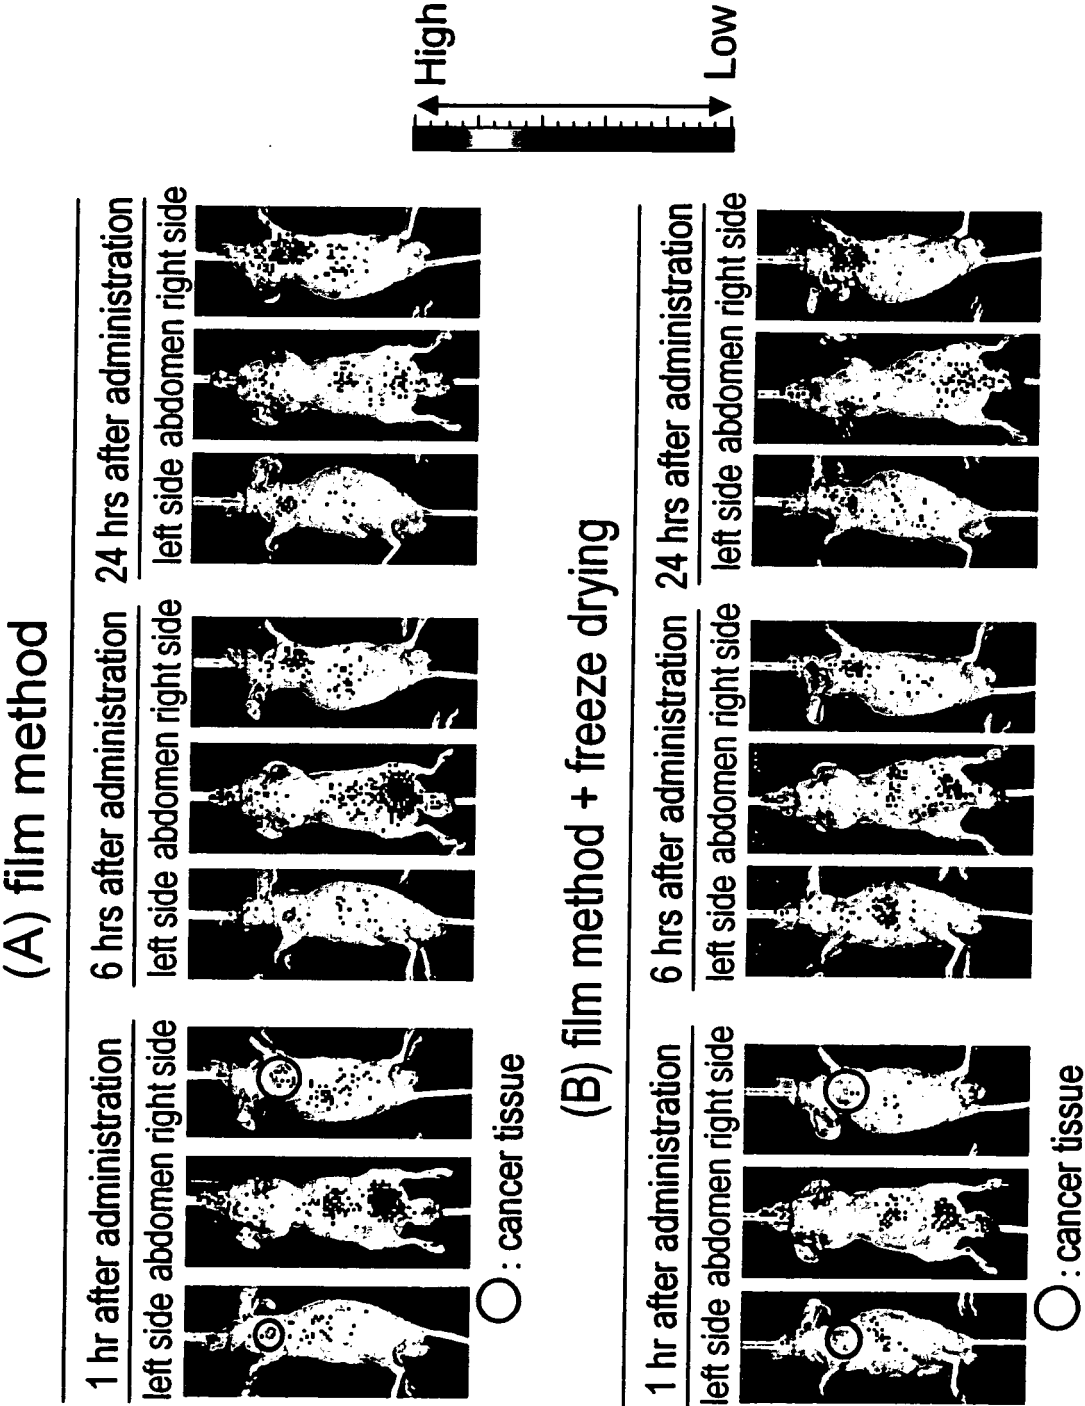 (A) film method
1 hr after administration
6 hrs after administration
24 hrs after administration
left side abdomen right side
left side abdomen right side
left side abdomen right side
: cancer tissue
High
Low
(B) film method + freeze drying
1 hr after administration
6 hrs after administration
24 hrs after administration
left side abdomen right side
left side abdomen right side
left side abdomen right side
: cancer tissue